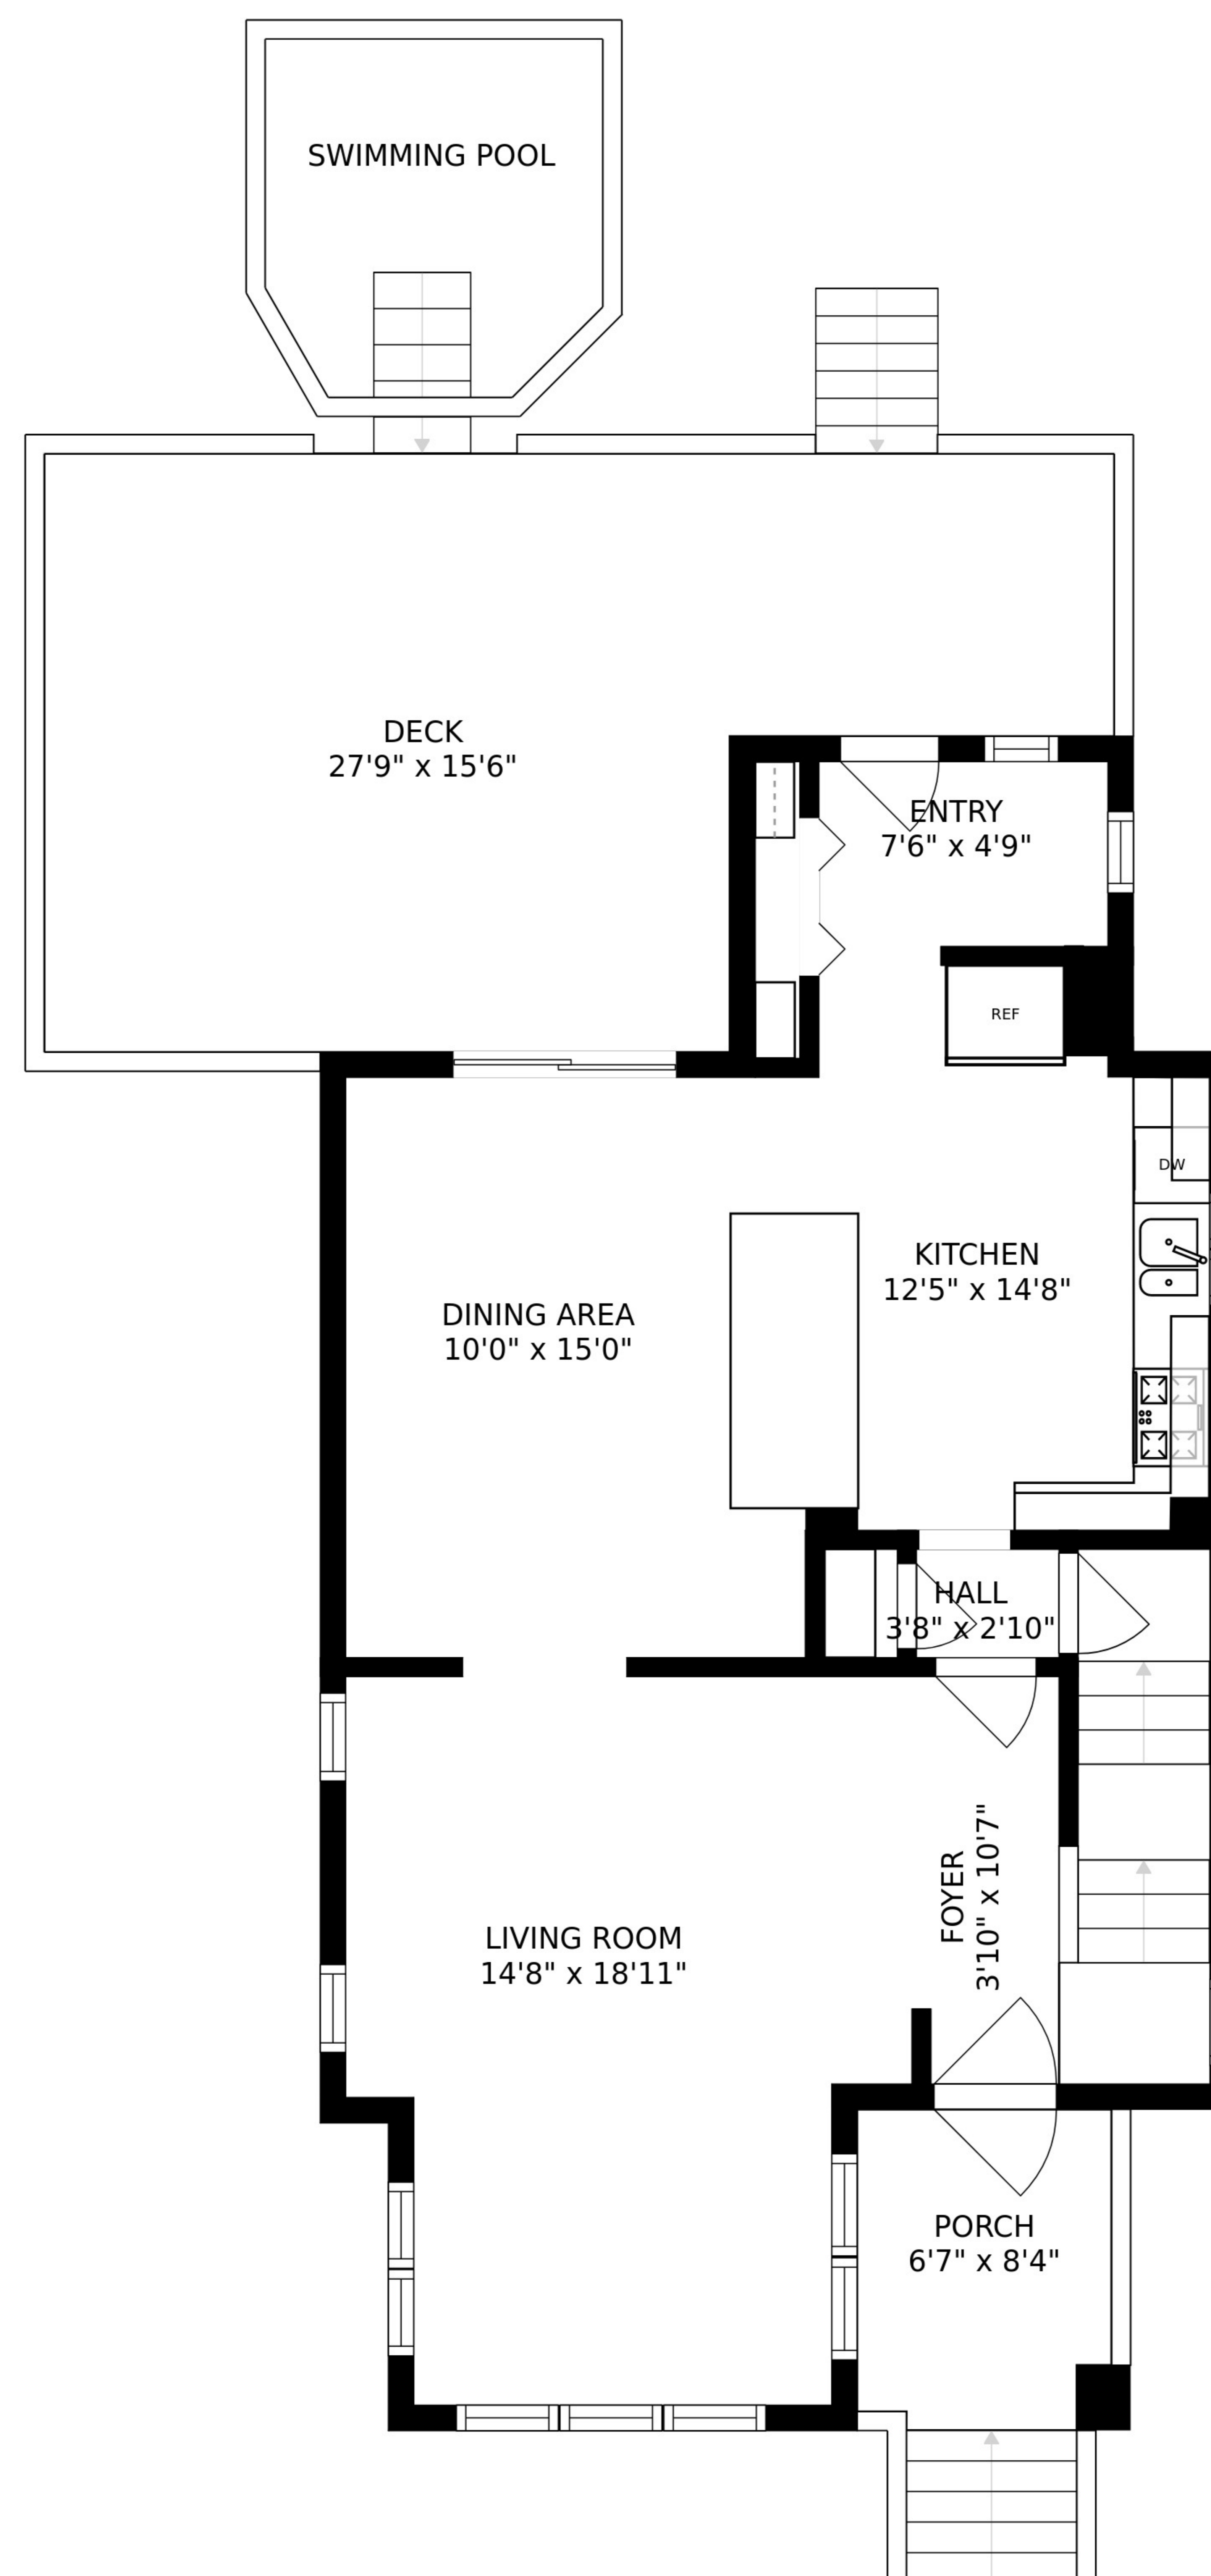 SWIMMING POOL
DECK
27'9" x 15'6"
ENTRY
7'6" x 4'9"
REF
DW
KITCHEN
12'5" x 14'8"
DINING AREA
10'0" x 15'0"
HALL
3'8" x 2'10"
FOYER
3'10" x 10'7"
LIVING ROOM
14'8" x 18'11"
PORCH
6'7" x 8'4"